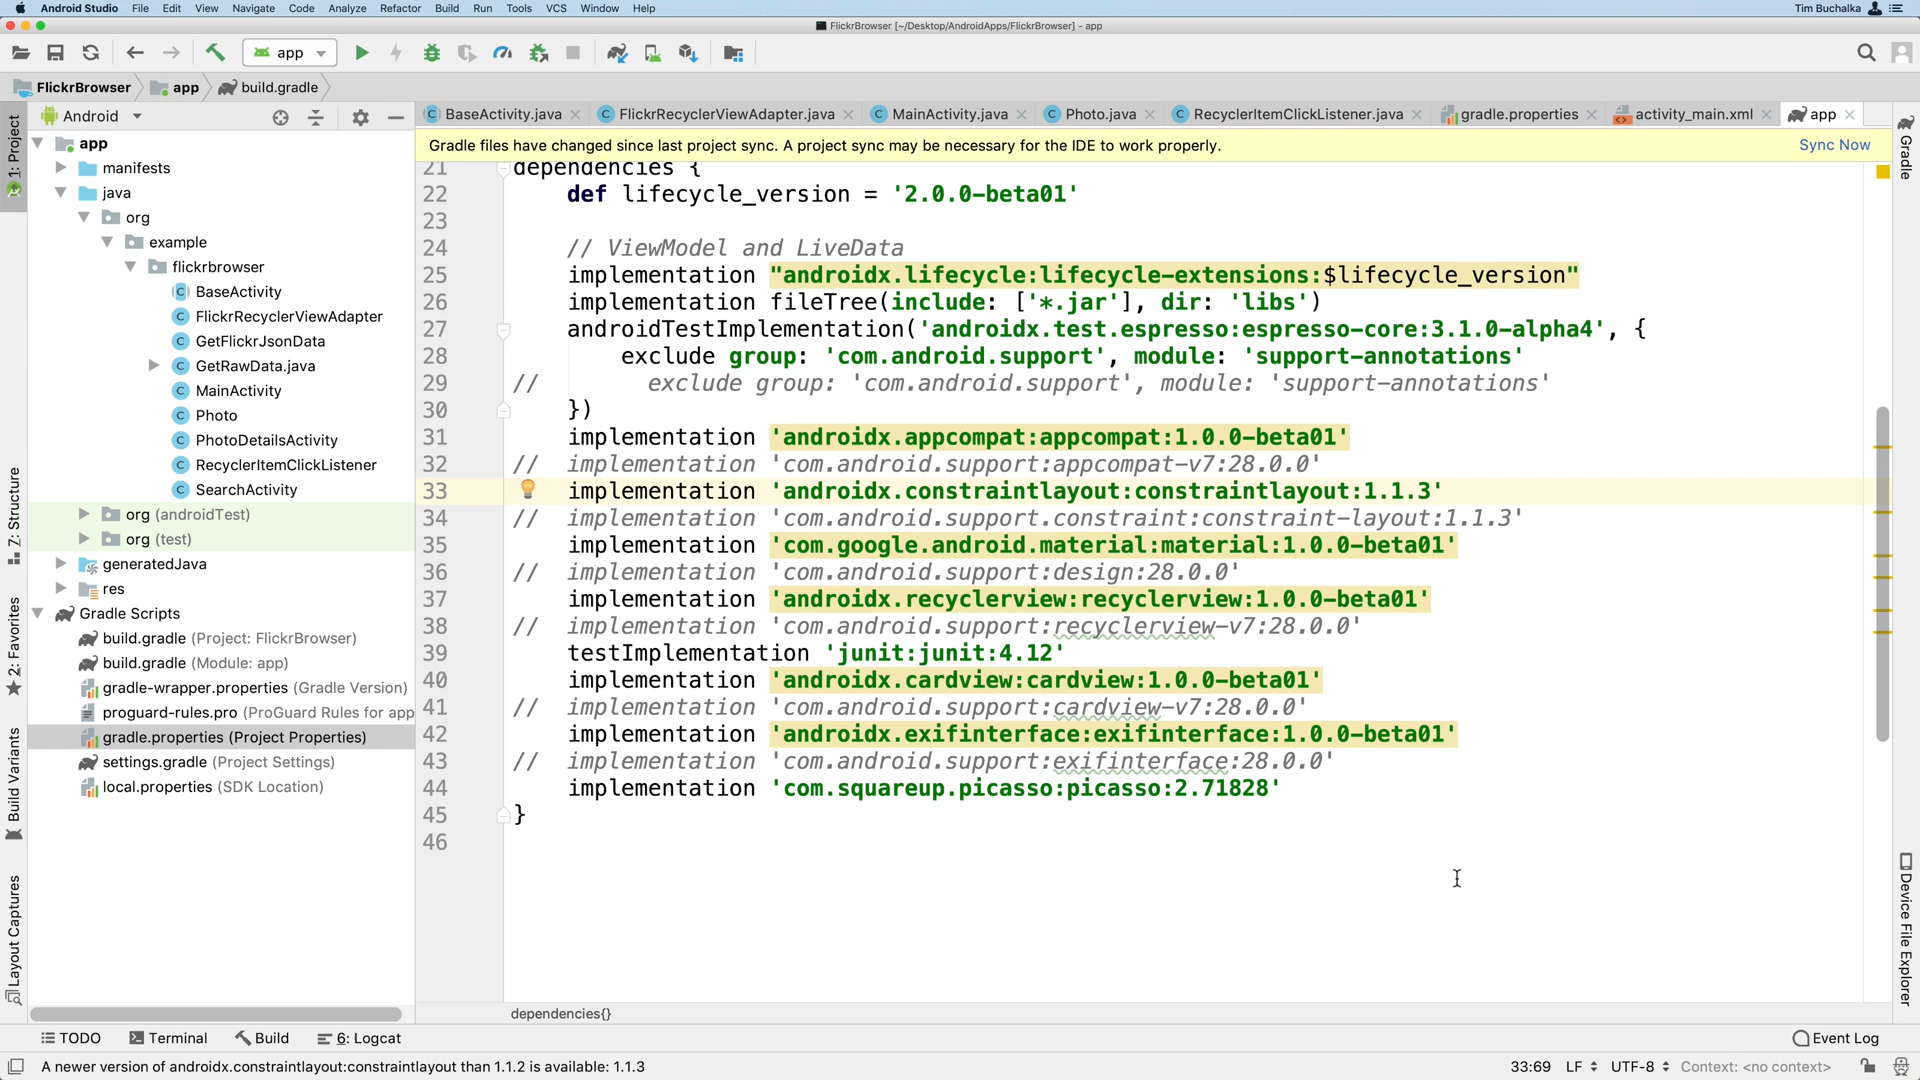 Android Studio File Edit View Navigate Code Analyze Refactor Build Run Tools VCS Window Help Tim Buchalka
FlickrBrowser [~/Desktop/AndroidApps/FlickrBrowser] - app
app
FlickrBrowser app build.gradle
Android
BaseActivity.java FlickrRecyclerViewAdapter.java MainActivity.java Photo.java RecyclerItemClickListener.java gradle.properties activity_main.xml app
Gradle files have changed since last project sync. A project sync may be necessary for the IDE to work properly. Sync Now
1: Project
7: Structure
2: Favorites
Build Variants
Layout Captures
app
manifests
java
org
example
flickrbrowser
BaseActivity
FlickrRecyclerViewAdapter
GetFlickrJsonData
GetRawData.java
MainActivity
Photo
PhotoDetailsActivity
RecyclerItemClickListener
SearchActivity
org (androidTest)
org (test)
generatedJava
res
Gradle Scripts
build.gradle (Project: FlickrBrowser)
build.gradle (Module: app)
gradle-wrapper.properties (Gradle Version)
proguard-rules.pro (ProGuard Rules for app
gradle.properties (Project Properties)
settings.gradle (Project Settings)
local.properties (SDK Location)
21 dependencies {
22 def lifecycle_version = '2.0.0-beta01'
23
24 // ViewModel and LiveData
25 implementation "androidx.lifecycle:lifecycle-extensions:$lifecycle_version"
26 implementation fileTree(include: ['*.jar'], dir: 'libs')
27 androidTestImplementation('androidx.test.espresso:espresso-core:3.1.0-alpha4', {
28 exclude group: 'com.android.support', module: 'support-annotations'
29 // exclude group: 'com.android.support', module: 'support-annotations'
30 })
31 implementation 'androidx.appcompat:appcompat:1.0.0-beta01'
32 // implementation 'com.android.support:appcompat-v7:28.0.0'
33 implementation 'androidx.constraintlayout:constraintlayout:1.1.3'
34 // implementation 'com.android.support.constraint:constraint-layout:1.1.3'
35 implementation 'com.google.android.material:material:1.0.0-beta01'
36 // implementation 'com.android.support:design:28.0.0'
37 implementation 'androidx.recyclerview:recyclerview:1.0.0-beta01'
38 // implementation 'com.android.support:recyclerview-v7:28.0.0'
39 testImplementation 'junit:junit:4.12'
40 implementation 'androidx.cardview:cardview:1.0.0-beta01'
41 // implementation 'com.android.support:cardview-v7:28.0.0'
42 implementation 'androidx.exifinterface:exifinterface:1.0.0-beta01'
43 // implementation 'com.android.support:exifinterface:28.0.0'
44 implementation 'com.squareup.picasso:picasso:2.71828'
45 }
46
dependencies{}
Gradle
Device File Explorer
TODO Terminal Build 6: Logcat Event Log
A newer version of androidx.constraintlayout:constraintlayout than 1.1.2 is available: 1.1.3 33:69 LF UTF-8 Context: <no context>